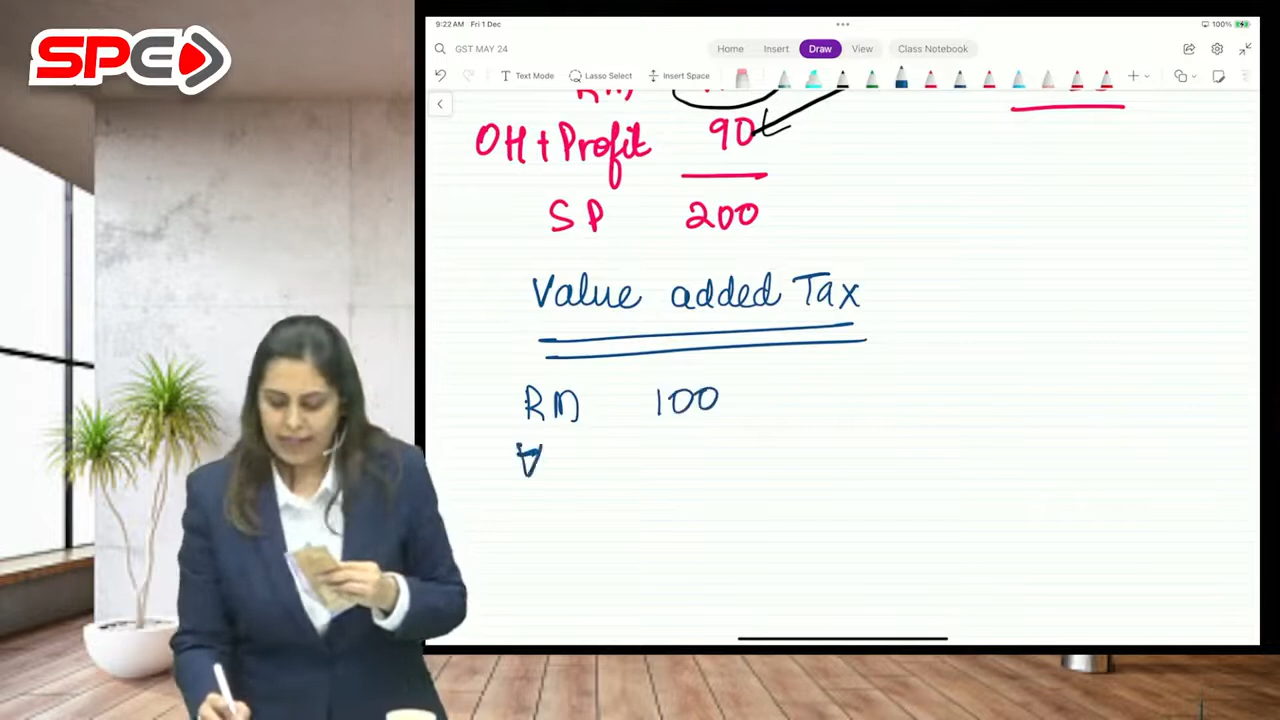 SPE
9:22 AM Fri 1 Dec
100%
GST MAY 24
Home Insert Draw View Class Notebook
Text Mode Lasso Select Insert Space
RM
OH + Profit 90
SP 200
Value added Tax
RM 100
V